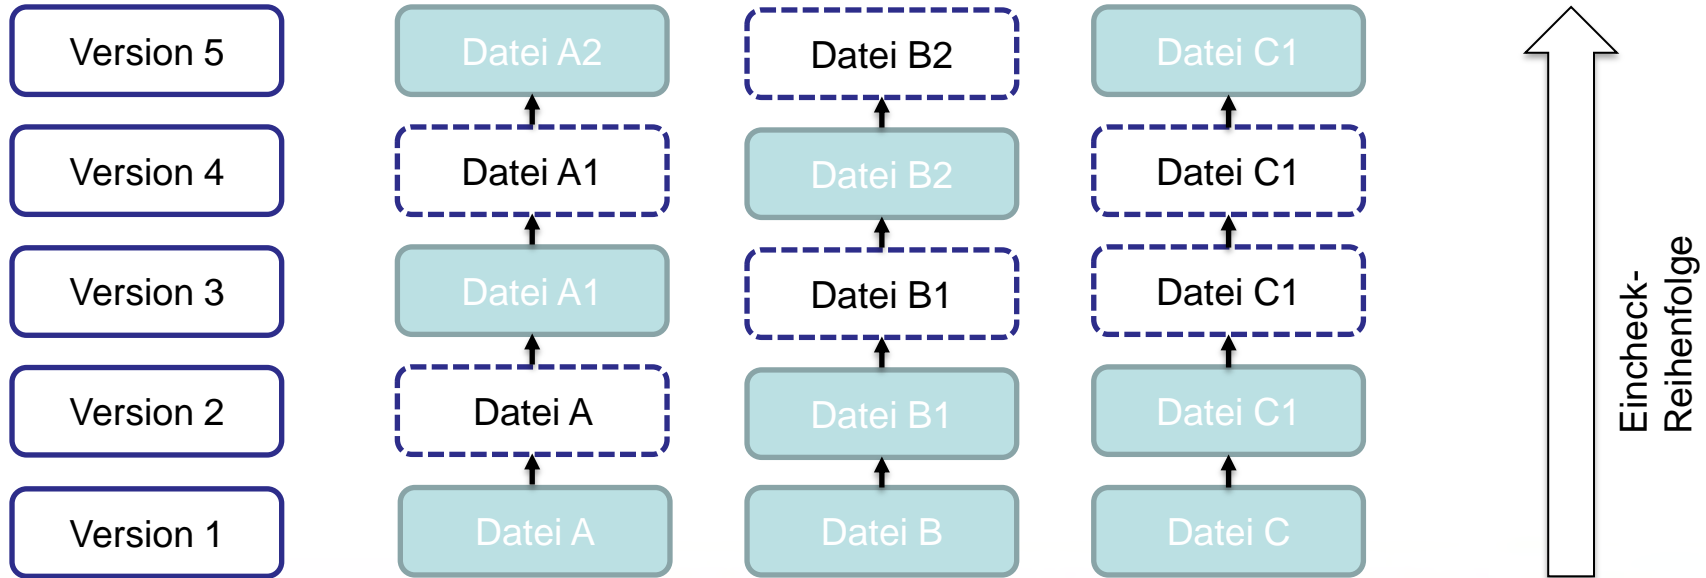 Version 5
Datei A2
Datei B2
Datei C1
Version 4
Datei A1
Datei B2
Datei C1
Version 3
Datei A1
Datei B1
Datei C1
Version 2
Datei A
Datei B1
Datei C1
Version 1
Datei A
Datei B
Datei C
Eincheck-
Reihenfolge